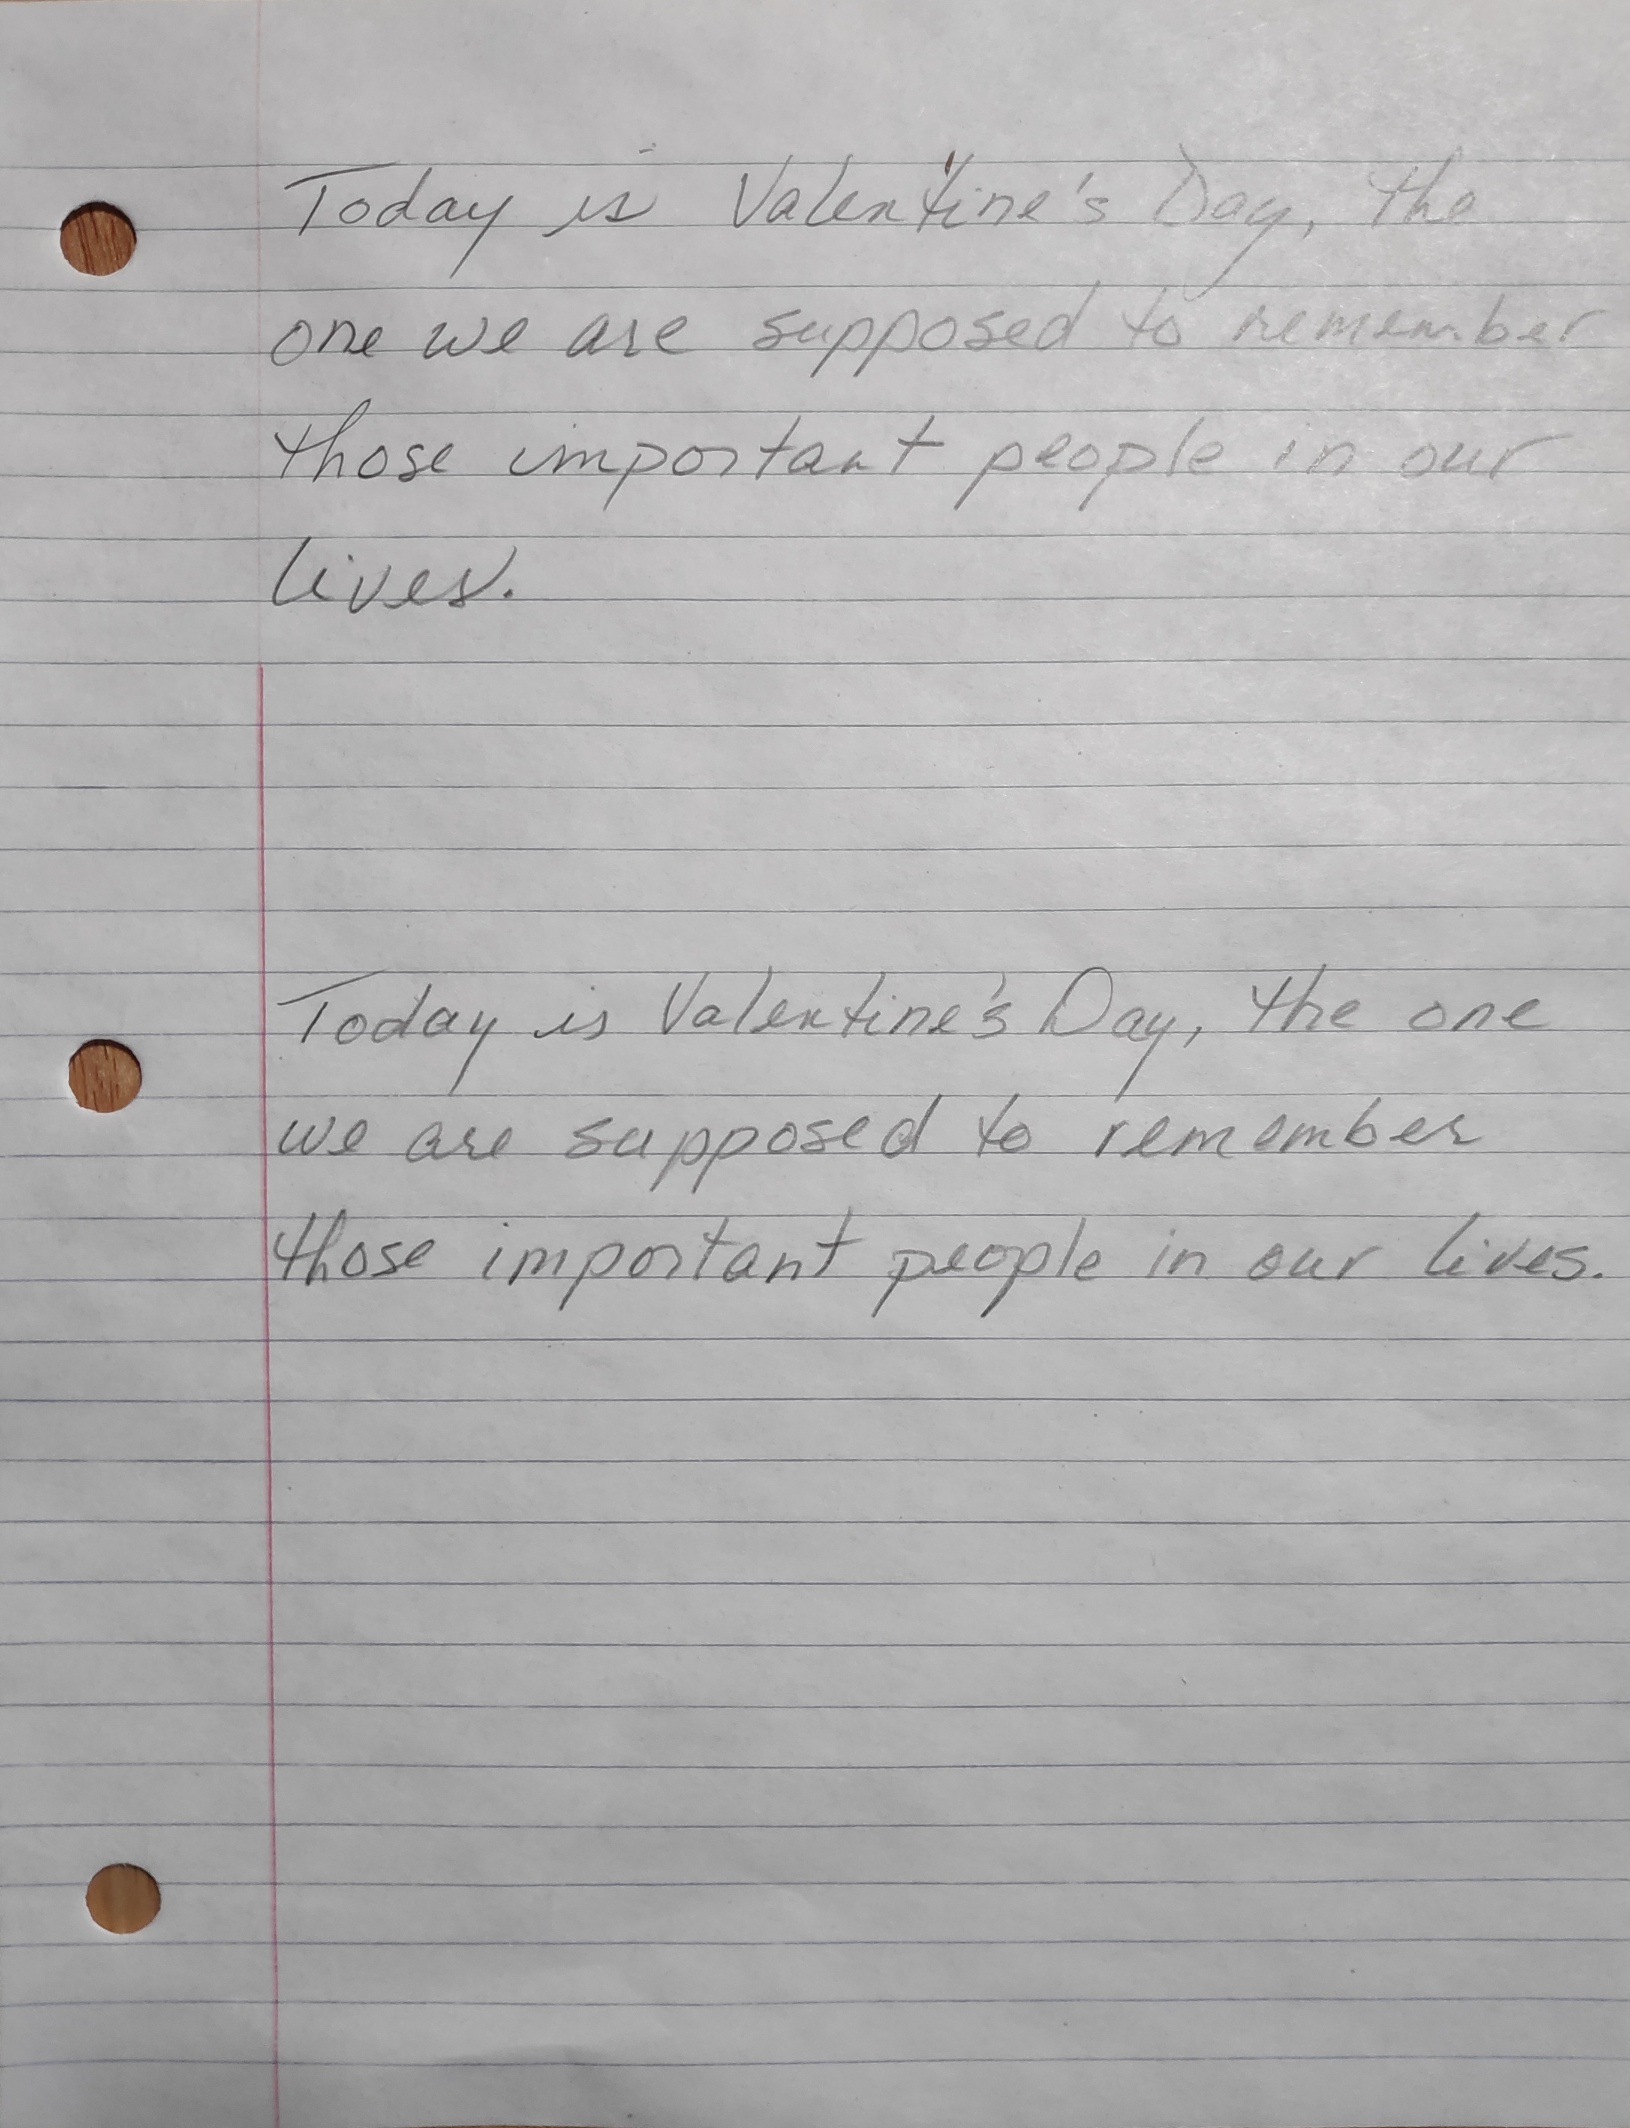 Today is Valentine's Day, the
one we are supposed to remember
those important people in our
lives.
Today is Valentine's Day, the one
we are supposed to remember
those important people in our lives.